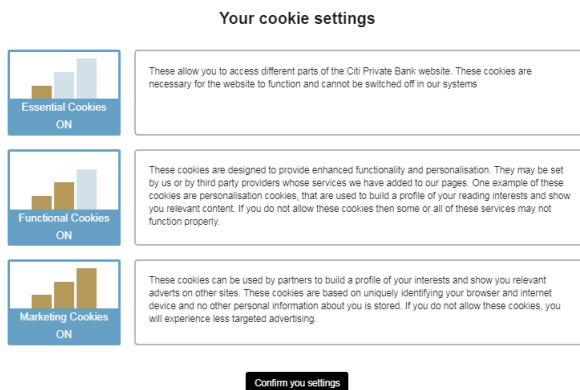 Your cookie settings
Essential Cookies
ON
These allow you to access different parts of the Citi Private Bank website. These cookies are
necessary for the website to function and cannot be switched off in our systems
Functional Cookies
ON
These cookies are designed to provide enhanced functionality and personalisation. They may be set
by us or by third party providers whose services we have added to our pages. One example of these
cookies are personalisation cookies, that are used to build a profile of your reading interests and show
you relevant content. If you do not allow these cookies then some or all of these services may not
function properly.
Marketing Cookies
ON
These cookies can be used by partners to build a profile of your interests and show you relevant
adverts on other sites. These cookies are based on uniquely identifying your browser and internet
device and no other personal information about you is stored. If you do not allow these cookies, you
will experience less targeted advertising.
Confirm you settings